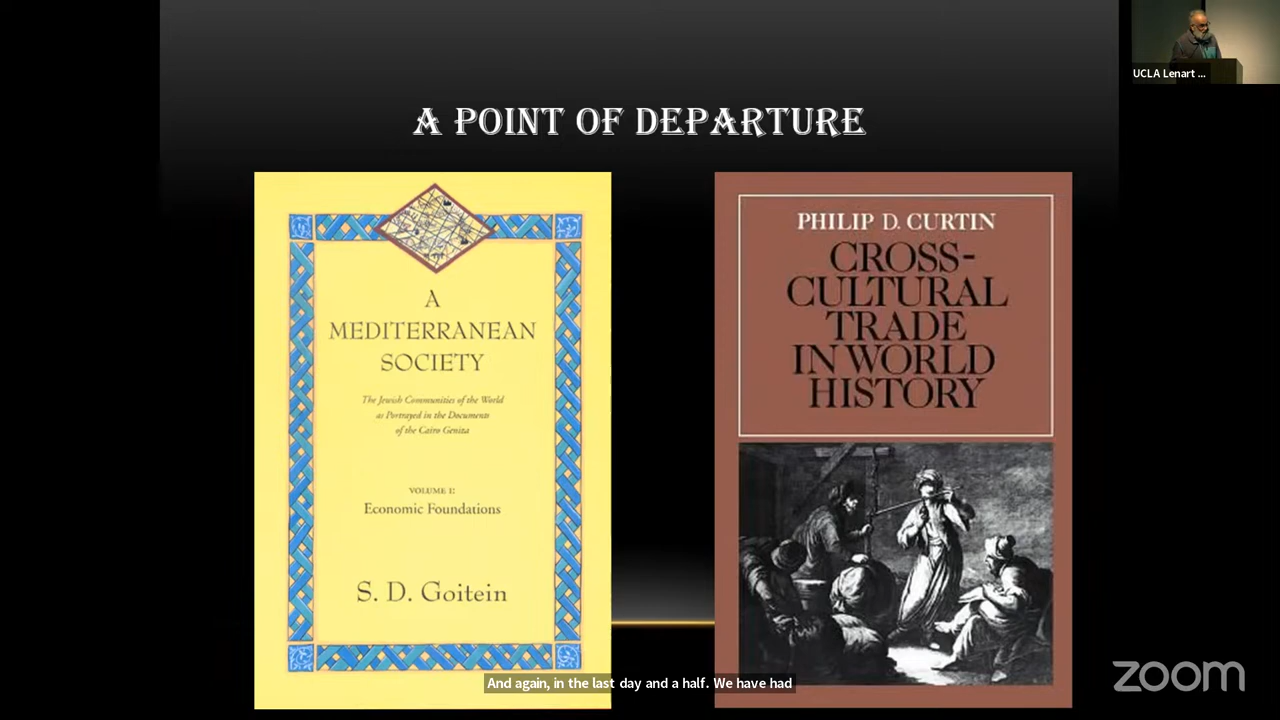 UCLA Lenart ...
A POINT OF DEPARTURE
A
MEDITERRANEAN
SOCIETY
The Jewish Communities of the World
as Portrayed in the Documents
of the Cairo Geniza
VOLUME I:
Economic Foundations
S. D. Goitein
PHILIP D. CURTIN
CROSS-
CULTURAL
TRADE
IN WORLD
HISTORY
And again, in the last day and a half. We have had
zoom